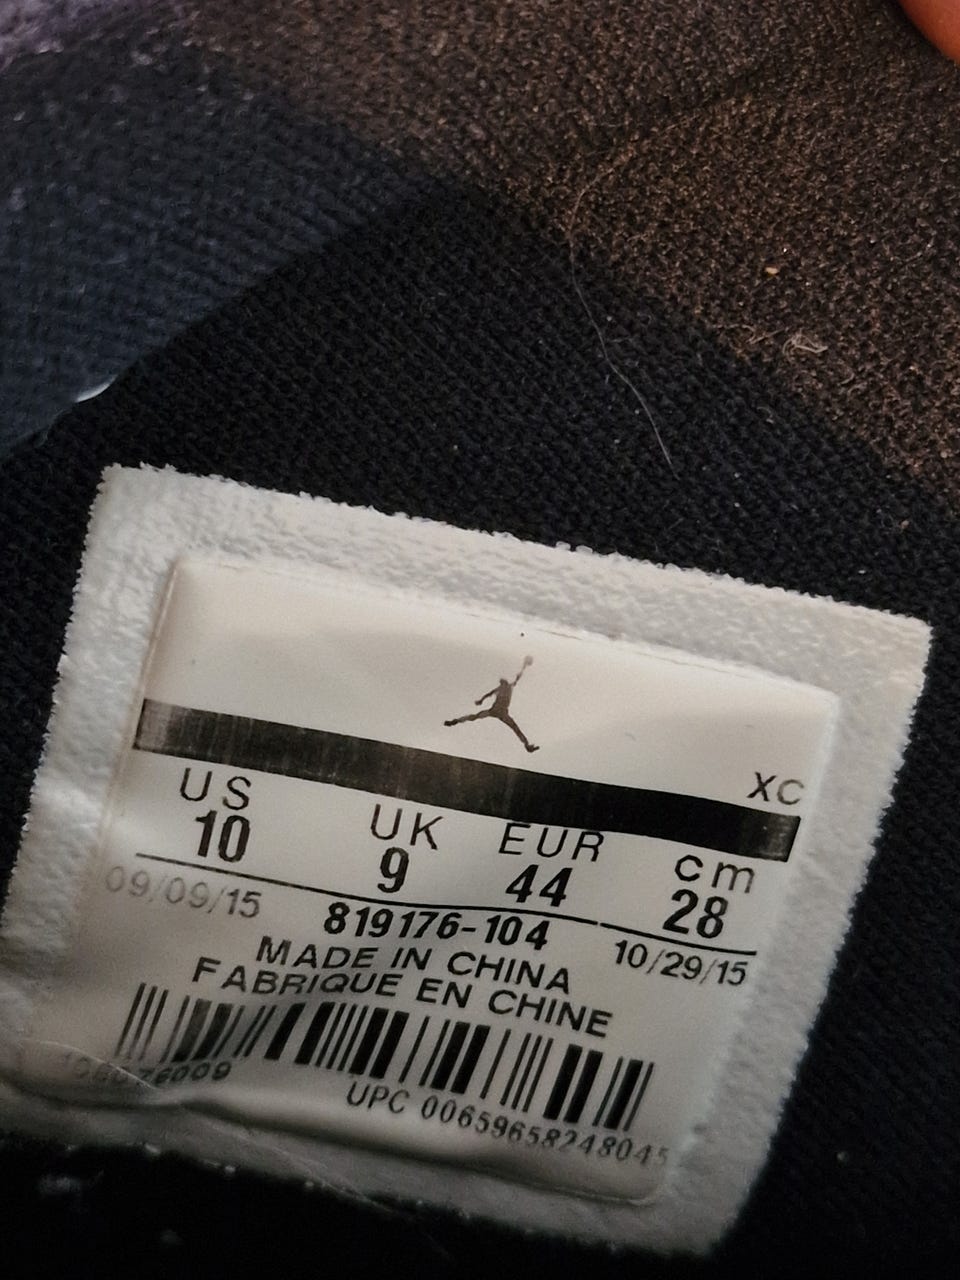 XC
US UK EUR cm
10 9 44 28
09/09/15 819176-104 10/29/15
MADE IN CHINA
FABRIQUE EN CHINE
UPC 00659658248045